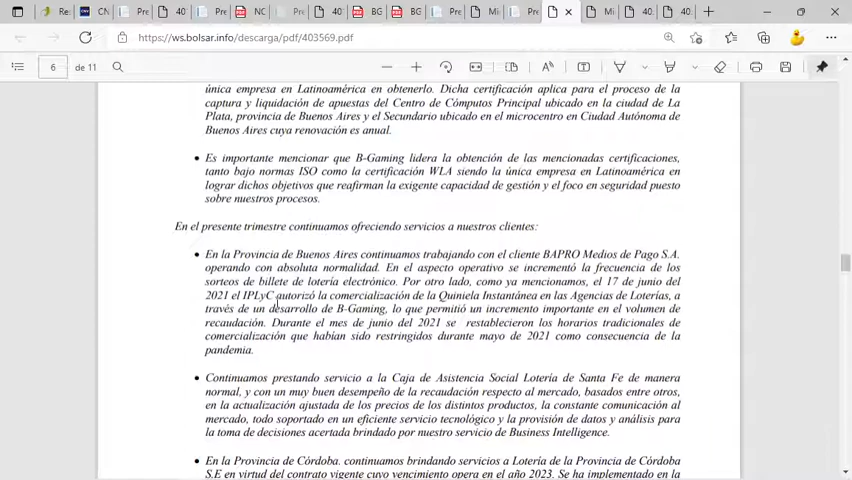 Re:
40
Pre
NC
Pre
40
BG
BG
Pre
Mi
Pre
Mi
40.
40.
https://ws.bolsar.info/descarga/pdf/403569.pdf
6 de 11
única empresa en Latinoamérica en obtenerlo. Dicha certificación aplica para el proceso de la
captura y liquidación de apuestas del Centro de Cómputos Principal ubicado en la ciudad de La
Plata, provincia de Buenos Aires y el Secundario ubicado en el microcentro en Ciudad Autónoma de
Buenos Aires cuya renovación es anual.
• Es importante mencionar que B-Gaming lidera la obtención de las mencionadas certificaciones,
tanto bajo normas ISO como la certificación WLA siendo la única empresa en Latinoamérica en
lograr dichos objetivos que reafirman la exigente capacidad de gestión y el foco en seguridad puesto
sobre nuestros procesos.
En el presente trimestre continuamos ofreciendo servicios a nuestros clientes:
• En la Provincia de Buenos Aires continuamos trabajando con el cliente BAPRO Medios de Pago S.A.
operando con absoluta normalidad. En el aspecto operativo se incrementó la frecuencia de los
sorteos de billete de lotería electrónico. Por otro lado, como ya mencionamos, el 17 de junio del
2021 el IPLyC autorizó la comercialización de la Quiniela Instantánea en las Agencias de Loterías, a
través de un desarrollo de B-Gaming, lo que permitió un incremento importante en el volumen de
recaudación. Durante el mes de junio del 2021 se restablecieron los horarios tradicionales de
comercialización que habían sido restringidos durante mayo de 2021 como consecuencia de la
pandemia.
• Continuamos prestando servicio a la Caja de Asistencia Social Lotería de Santa Fe de manera
normal, y con un muy buen desempeño de la recaudación respecto al mercado, basados entre otros,
en la actualización ajustada de los precios de los distintos productos, la constante comunicación al
mercado, todo soportado en un eficiente servicio tecnológico y la provisión de datos y análisis para
la toma de decisiones acertada brindado por nuestro servicio de Business Intelligence.
• En la Provincia de Córdoba. continuamos brindando servicios a Lotería de la Provincia de Córdoba
S.E en virtud del contrato vigente cuyo vencimiento opera en el año 2023. Se ha implementado en la